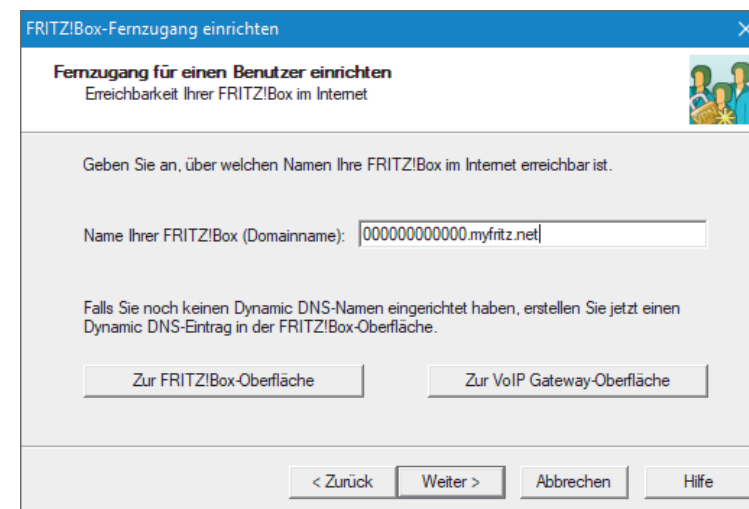 FRITZ!Box-Fernzugang einrichten
Fernzugang für einen Benutzer einrichten
Erreichbarkeit Ihrer FRITZ!Box im Internet
Geben Sie an, über welchen Namen Ihre FRITZ!Box im Internet erreichbar ist.
Name Ihrer FRITZ!Box (Domainname): 000000000000.myfritz.net
Falls Sie noch keinen Dynamic DNS-Namen eingerichtet haben, erstellen Sie jetzt einen
Dynamic DNS-Eintrag in der FRITZ!Box-Oberfläche.
Zur FRITZ!Box-Oberfläche Zur VoIP Gateway-Oberfläche
< Zurück Weiter > Abbrechen Hilfe